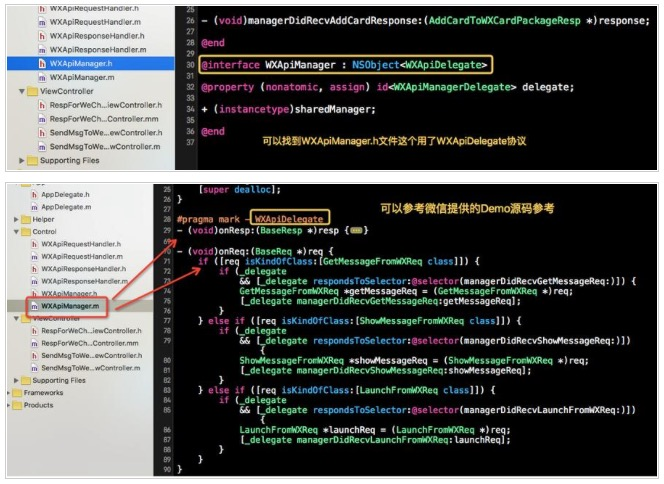 WXApiRequestHandler.h
WXApiRequestHandler.m
WXApiResponseHandler.h
WXApiResponseHandler.m
WXApiManager.h
WXApiManager.m
ViewController
RespForWeCh...iewController.h
RespForWeCh...Controller.mm
SendMsgToWe...ewController.h
SendMsgToWe...wController.m
Supporting Files
25
26 - (void)managerDidRecvAddCardResponse:(AddCardToWXCardPackageResp *)response;
28 @end
29
30 @interface WXApiManager : NSObject<WXApiDelegate>
31
32 @property (nonatomic, assign) id<WXApiManagerDelegate> delegate;
33
34 + (instancetype)sharedManager;
35
36 @end
37
可以找到WXApiManager.h文件这个用了WXApiDelegate协议
AppDelegate.h
AppDelegate.m
Helper
Control
WXApiRequestHandler.h
WXApiRequestHandler.m
WXApiResponseHandler.h
WXApiResponseHandler.m
WXApiManager.h
WXApiManager.m
ViewController
RespForWeCh...iewController.h
RespForWeCh...Controller.mm
SendMsgToWe...ewController.h
SendMsgToWe...wController.m
Supporting Files
Frameworks
Products
25 [super dealloc];
26 }
27
可以参考微信提供的Demo源码参考
28 #pragma mark - WXApiDelegate
29 - (void)onResp:(BaseResp *)resp {...}
69
70 - (void)onReq:(BaseReq *)req {
71 if ([req isKindOfClass:[GetMessageFromWXReq class]]) {
if (_delegate
&& [_delegate respondsToSelector:@selector(managerDidRecvGetMessageReq:)]) {
GetMessageFromWXReq *getMessageReq = (GetMessageFromWXReq *)req;
[_delegate managerDidRecvGetMessageReq:getMessageReq];
76 }
77 } else if ([req isKindOfClass:[ShowMessageFromWXReq class]]) {
78 if (_delegate
79 && [_delegate respondsToSelector:@selector(managerDidRecvShowMessageReq:)])
{
80 ShowMessageFromWXReq *showMessageReq = (ShowMessageFromWXReq *)req;
81 [_delegate managerDidRecvShowMessageReq:showMessageReq];
82 }
83 } else if ([req isKindOfClass:[LaunchFromWXReq class]]) {
84 if (_delegate
85 && [_delegate respondsToSelector:@selector(managerDidRecvLaunchFromWXReq:)])
{
86 LaunchFromWXReq *launchReq = (LaunchFromWXReq *)req;
87 [_delegate managerDidRecvLaunchFromWXReq:launchReq];
88 }
89 }
90 }